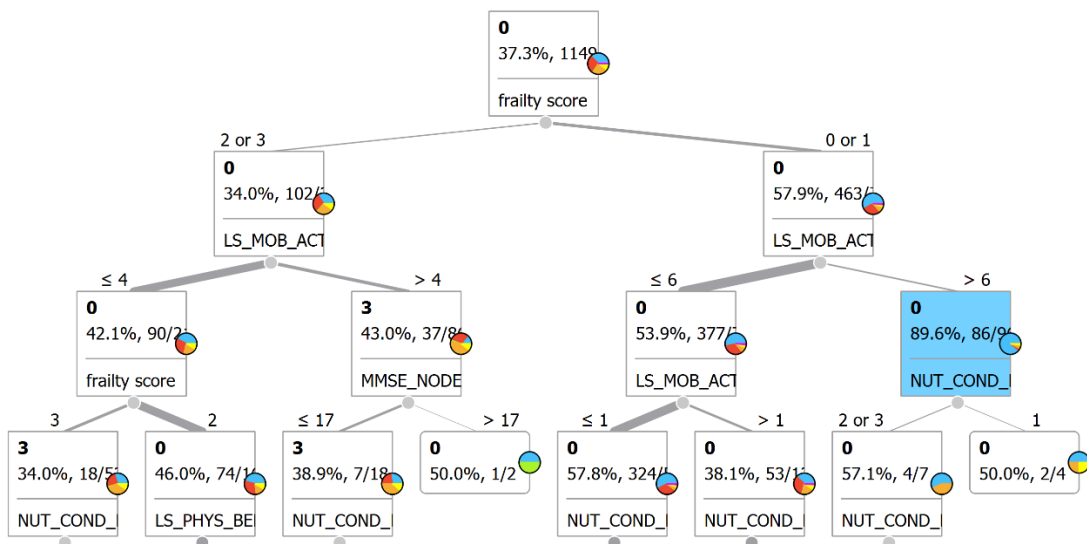 0
37.3%, 1149
frailty score
2 or 3
0 or 1
0
34.0%, 102/
LS_MOB_ACT
0
57.9%, 463/
LS_MOB_ACT
≤ 4
> 4
≤ 6
> 6
0
42.1%, 90/2
frailty score
3
43.0%, 37/8
MMSE_NODE
0
53.9%, 377/
LS_MOB_ACT
0
89.6%, 86/9
NUT_COND_
3
2
≤ 17
> 17
≤ 1
> 1
2 or 3
1
3
34.0%, 18/5
NUT_COND_
0
46.0%, 74/1
LS_PHYS_BE
3
38.9%, 7/18
NUT_COND_
0
50.0%, 1/2
0
57.8%, 324/
NUT_COND_
0
38.1%, 53/1
NUT_COND_
0
57.1%, 4/7
NUT_COND_
0
50.0%, 2/4